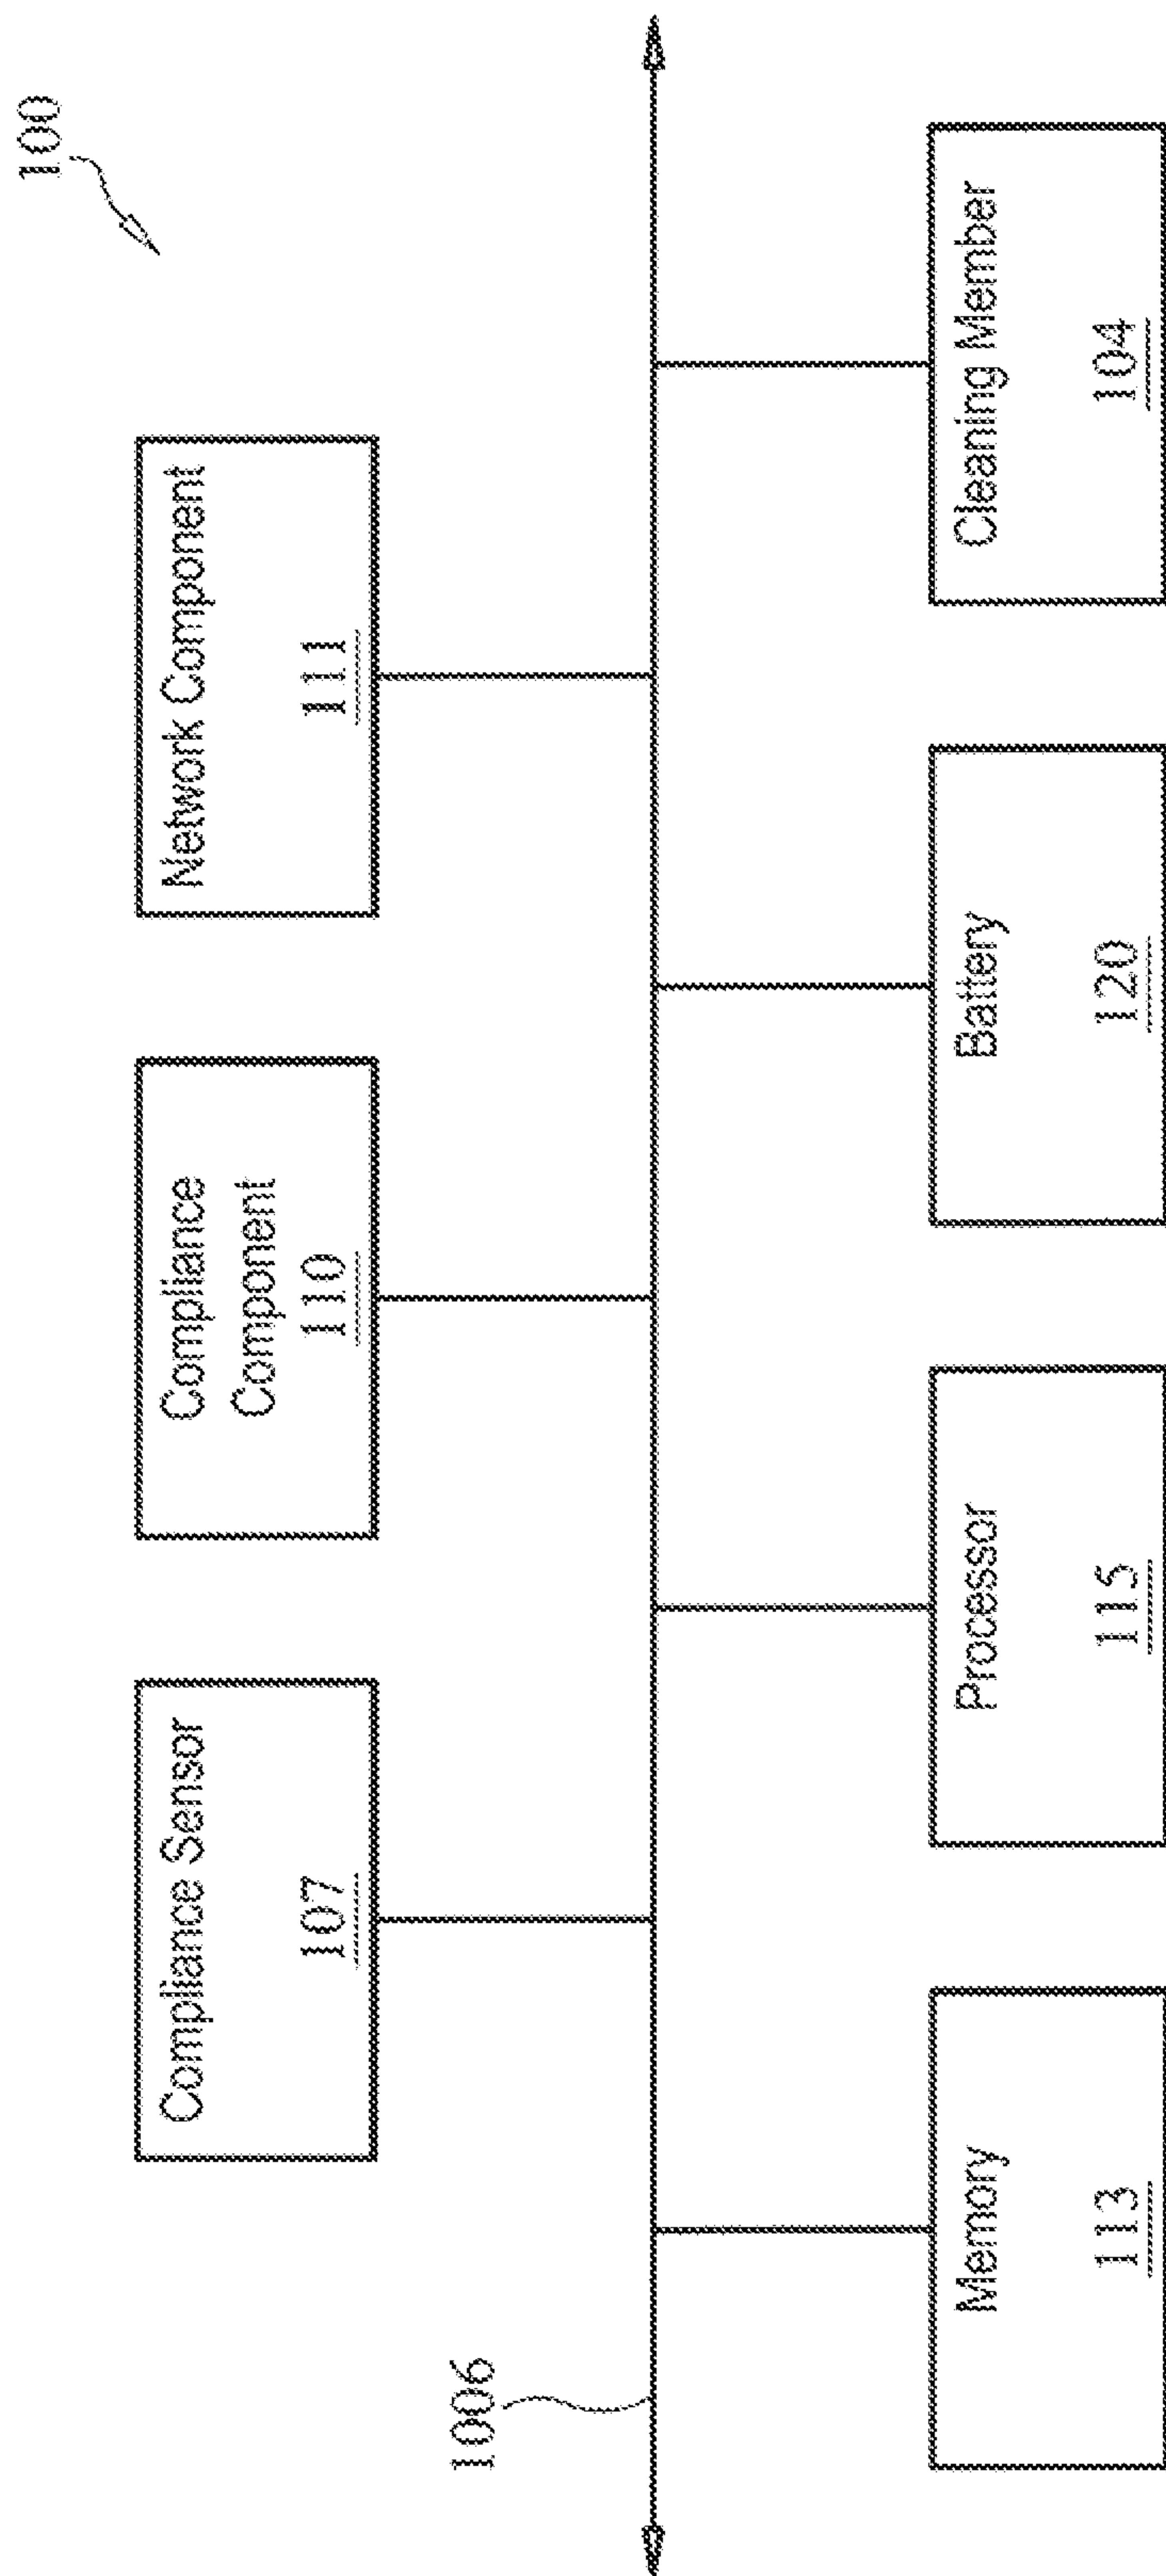 100
Compliance Sensor
107
Compliance
Component
110
Network Component
111
1006
Memory
113
Processor
115
Battery
120
Cleaning Member
104